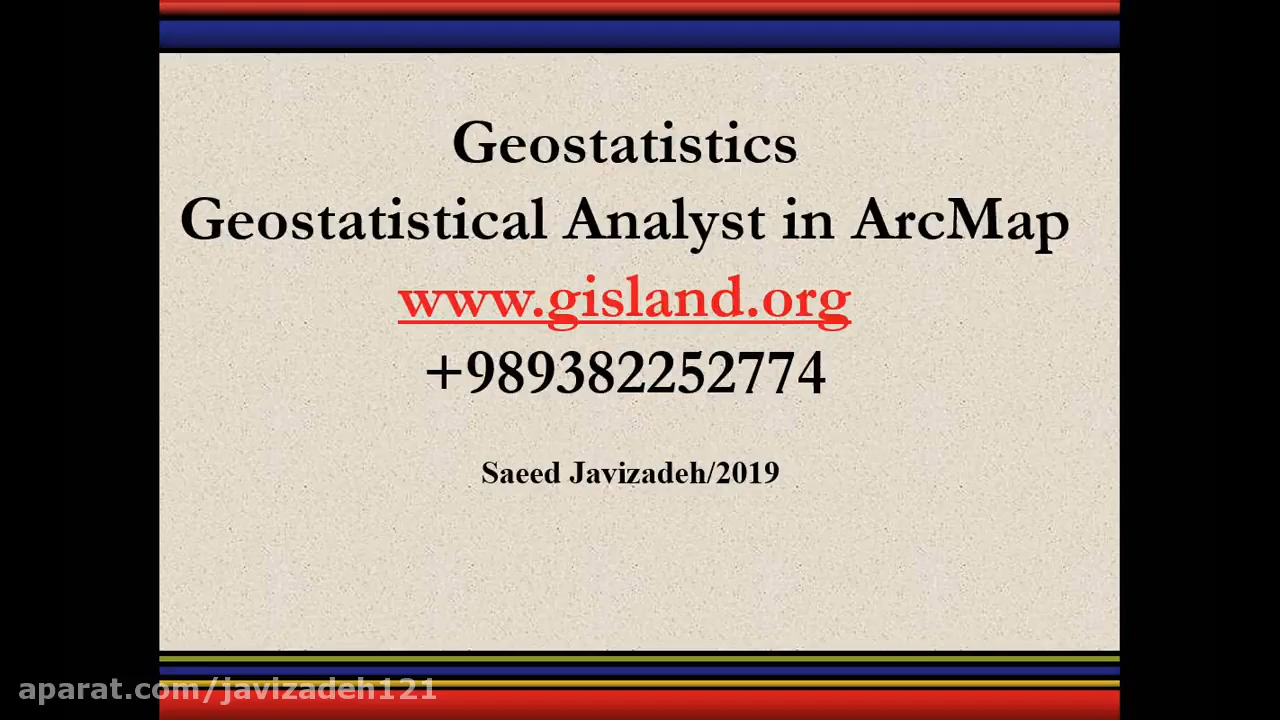 Geostatistics
Geostatistical Analyst in ArcMap
www.gisland.org
+989382252774
Saeed Javizadeh/2019
aparat.com/javizadeh121